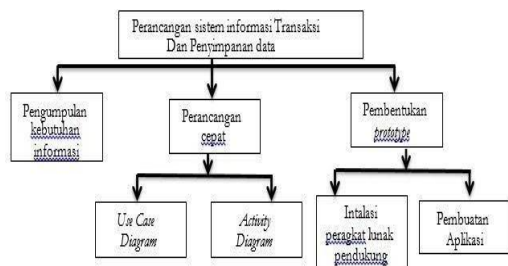 Perancangan sistem informasi Transaksi
Dan Penyimpanan data
Pengumpulan
kebutuhan
informasi
Perancangan
cepat
Pembentukan
prototype
Use Case
Diagram
Activity
Diagram
Intalasi
peragkat lunak
pendukung
Pembuatan
Aplikasi